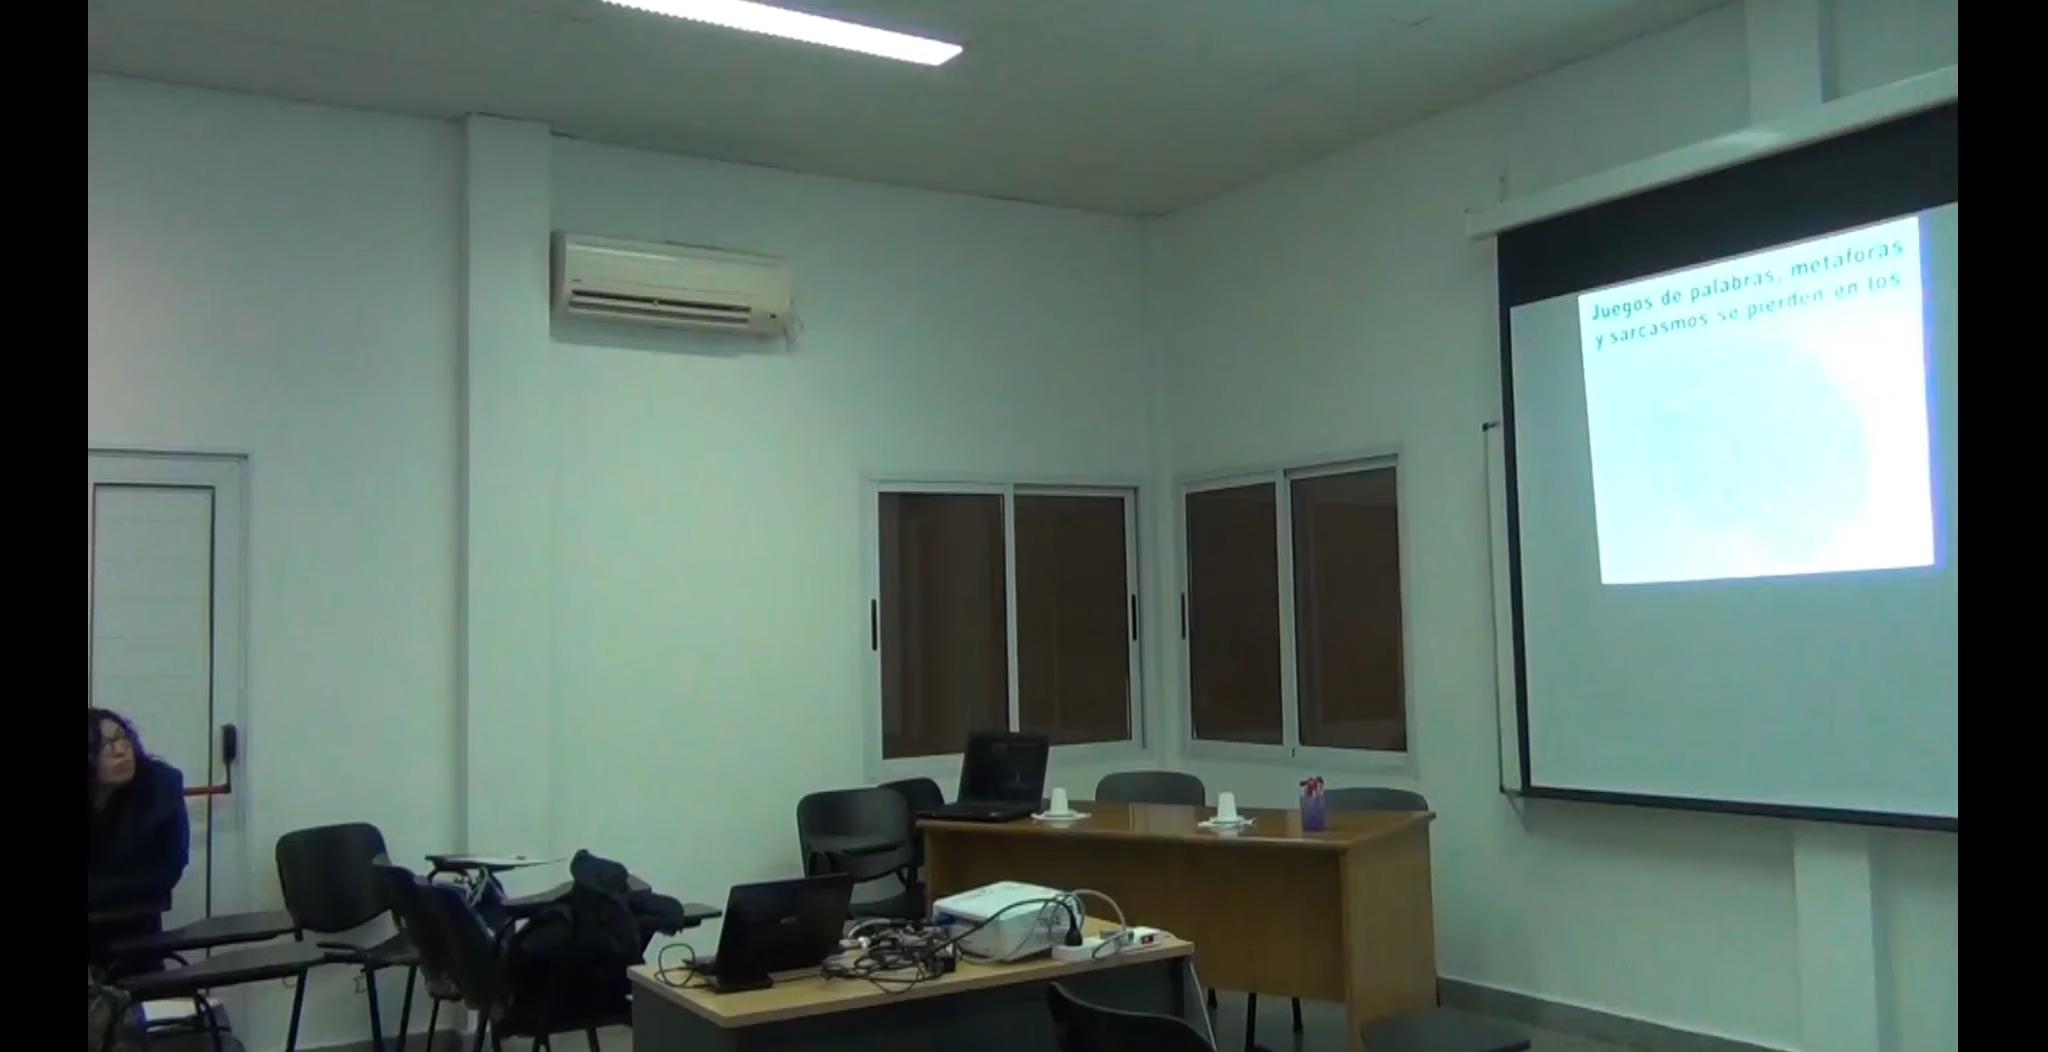 Juegos de palabras, metaforas
y sarcasmos se pierden en los